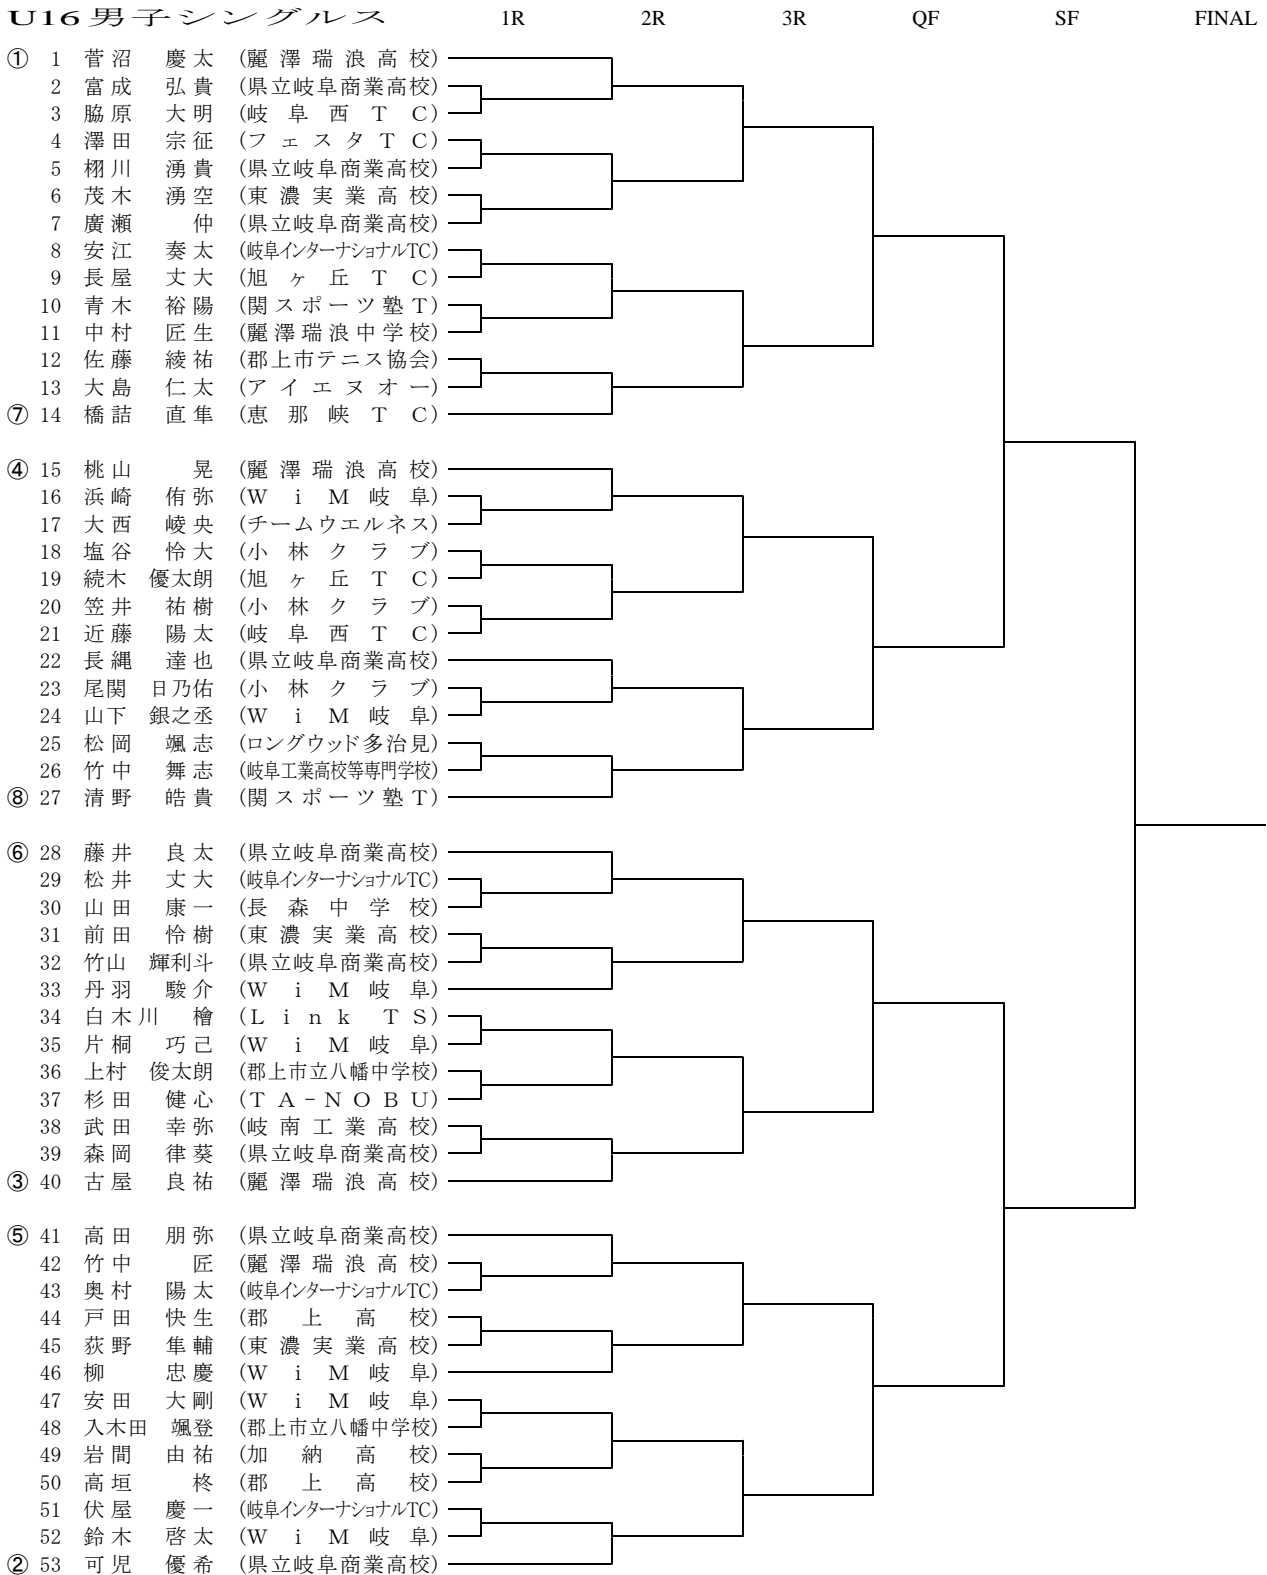 U16男子シングルス 1R 2R 3R QF SF FINAL
① 1 菅沼 慶太 (麗澤瑞浪高校)
2 富成 弘貴 (県立岐阜商業高校)
3 脇原 大明 (岐阜西TC)
4 澤田 宗征 (フェスタTC)
5 栩川 湧貴 (県立岐阜商業高校)
6 茂木 湧空 (東濃実業高校)
7 廣瀬 仲 (県立岐阜商業高校)
8 安江 奏太 (岐阜インターナショナルTC)
9 長屋 丈大 (旭ヶ丘TC)
10 青木 裕陽 (関スポーツ塾T)
11 中村 匠生 (麗澤瑞浪中学校)
12 佐藤 綾祐 (郡上市テニス協会)
13 大島 仁太 (アイエヌオー)
⑦ 14 橋詰 直隼 (恵那峡TC)
④ 15 桃山 晃 (麗澤瑞浪高校)
16 浜崎 侑弥 (WiM岐阜)
17 大西 崚央 (チームウエルネス)
18 塩谷 怜大 (小林クラブ)
19 続木 優太朗 (旭ヶ丘TC)
20 笠井 祐樹 (小林クラブ)
21 近藤 陽太 (岐阜西TC)
22 長縄 達也 (県立岐阜商業高校)
23 尾関 日乃佑 (小林クラブ)
24 山下 銀之丞 (WiM岐阜)
25 松岡 颯志 (ロングウッド多治見)
26 竹中 舞志 (岐阜工業高校等専門学校)
⑧ 27 清野 皓貴 (関スポーツ塾T)
⑥ 28 藤井 良太 (県立岐阜商業高校)
29 松井 丈大 (岐阜インターナショナルTC)
30 山田 康一 (長森中学校)
31 前田 怜樹 (東濃実業高校)
32 竹山 輝利斗 (県立岐阜商業高校)
33 丹羽 駿介 (WiM岐阜)
34 白木川 檜 (Link TS)
35 片桐 巧己 (WiM岐阜)
36 上村 俊太朗 (郡上市立八幡中学校)
37 杉田 健心 (TA-NOBU)
38 武田 幸弥 (岐南工業高校)
39 森岡 律葵 (県立岐阜商業高校)
③ 40 古屋 良祐 (麗澤瑞浪高校)
⑤ 41 高田 朋弥 (県立岐阜商業高校)
42 竹中 匠 (麗澤瑞浪高校)
43 奥村 陽太 (岐阜インターナショナルTC)
44 戸田 快生 (郡上高校)
45 荻野 隼輔 (東濃実業高校)
46 柳 忠慶 (WiM岐阜)
47 安田 大剛 (WiM岐阜)
48 入木田 颯登 (郡上市立八幡中学校)
49 岩間 由祐 (加納高校)
50 高垣 柊 (郡上高校)
51 伏屋 慶一 (岐阜インターナショナルTC)
52 鈴木 啓太 (WiM岐阜)
② 53 可児 優希 (県立岐阜商業高校)